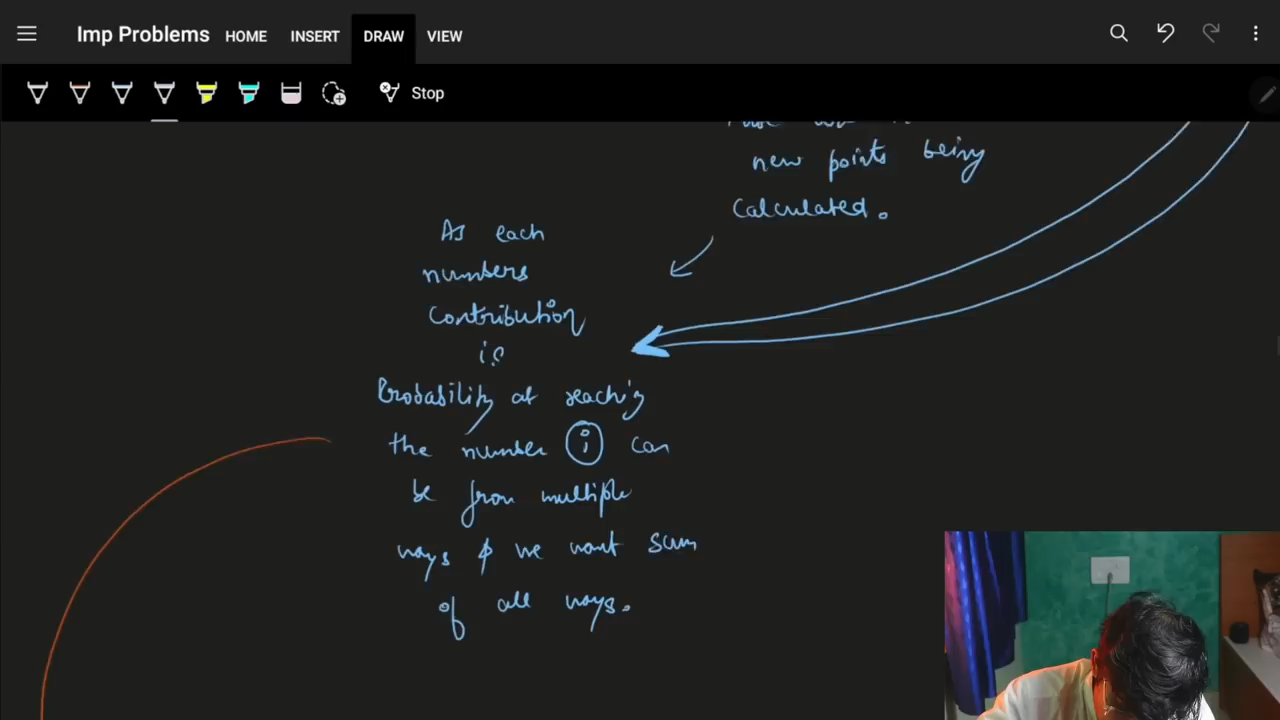 Imp Problems HOME INSERT DRAW VIEW
Stop
new points being
calculated.
As each
numbers
contribution
is
Probability at reaching
the number i can
be from multiple
ways & we want sum
of all ways.